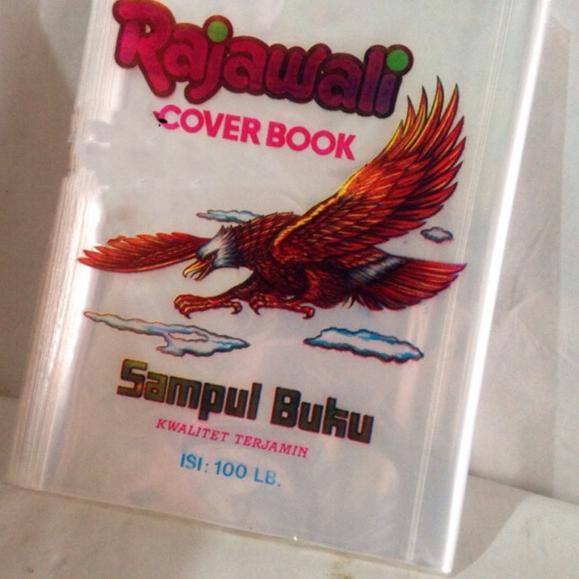 Rajawali
COVER BOOK
Sampul Buku
KWALITET TERJAMIN
ISI: 100 LB.